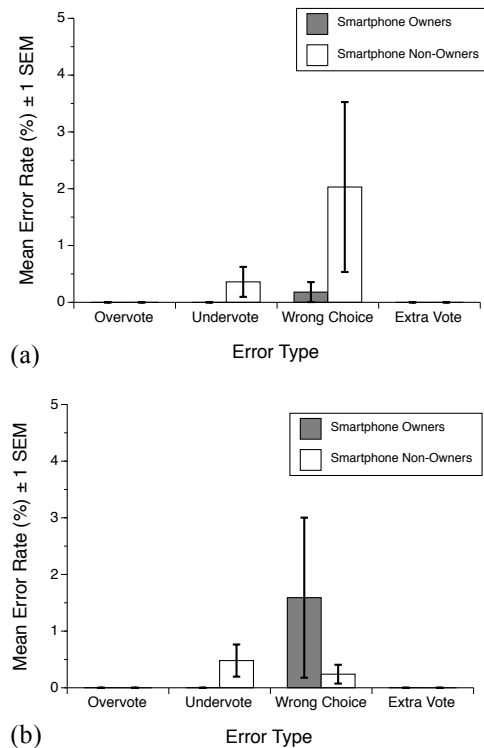 Mean Error Rate (%) ± 1 SEM
5
4
3
2
1
0
Smartphone Owners
Smartphone Non-Owners
Overvote Undervote Wrong Choice Extra Vote
(a)
Error Type
Mean Error Rate (%) ± 1 SEM
5
4
3
2
1
0
Smartphone Owners
Smartphone Non-Owners
Overvote Undervote Wrong Choice Extra Vote
(b)
Error Type